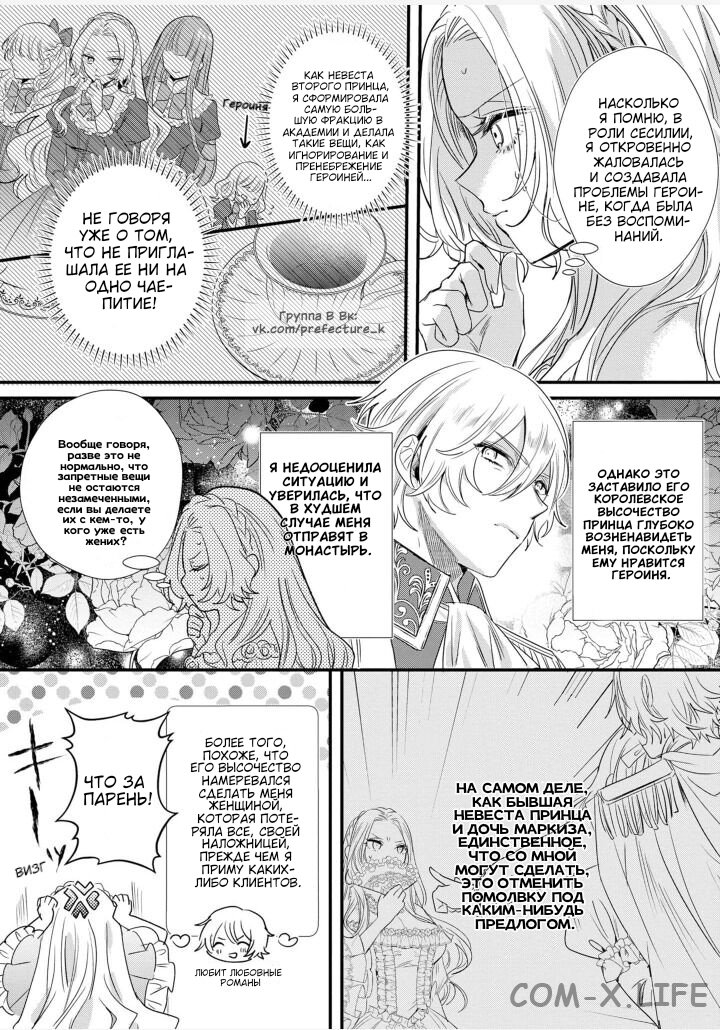 НАСКОЛЬКО
Я ПОМНЮ, В
РОЛИ СЕСИЛИИ,
Я ОТКРОВЕННО
ЖАЛОВАЛАСЬ
И СОЗДАВАЛА
ПРОБЛЕМЫ ГЕРОИ-
НЕ, КОГДА БЫЛА
БЕЗ ВОСПОМИ-
НАНИЙ.
КАК НЕВЕСТА
ВТОРОГО ПРИНЦА,
Я СФОРМИРОВАЛА
САМУЮ БОЛЬ-
ШУЮ ФРАКЦИЮ В
АКАДЕМИИ И ДЕЛАЛА
ТАКИЕ ВЕЩИ, КАК
ИГНОРИРОВАНИЕ И
ПРЕНЕБРЕЖЕНИЕ
ГЕРОИНЕЙ...
Героиня
НЕ ГОВОРЯ
УЖЕ О ТОМ,
ЧТО НЕ ПРИГЛА-
ШАЛА ЕЕ НИ НА
ОДНО ЧАЕ-
ПИТИЕ!
Группа В Вк:
vk.com/prefecture_k
ОДНАКО ЭТО
ЗАСТАВИЛО ЕГО
КОРОЛЕВСКОЕ
ВЫСОЧЕСТВО
ПРИНЦА ГЛУБОКО
ВОЗНЕНАВИДЕТЬ
МЕНЯ, ПОСКОЛЬКУ
ЕМУ НРАВИТСЯ
ГЕРОИНЯ.
Я НЕДООЦЕНИЛА
СИТУАЦИЮ И
УВЕРИЛАСЬ, ЧТО
В ХУДШЕМ
СЛУЧАЕ МЕНЯ
ОТПРАВЯТ В
МОНАСТЫРЬ.
Вообще говоря,
разве это не
нормально, что
запретные вещи
не остаются
незамеченными,
если вы делаете
их с кем-то, у
кого уже есть
жених?
НА САМОМ ДЕЛЕ,
КАК БЫВШАЯ
НЕВЕСТА ПРИНЦА
И ДОЧЬ МАРКИЗА,
ЕДИНСТВЕННОЕ,
ЧТО СО МНОЙ
МОГУТ СДЕЛАТЬ,
ЭТО ОТМЕНИТЬ
ПОМОЛВКУ ПОД
КАКИМ-НИБУДЬ
ПРЕДЛОГОМ.
БОЛЕЕ ТОГО,
ПОХОЖЕ, ЧТО
ЕГО ВЫСОЧЕСТВО
НАМЕРЕВАЛСЯ
СДЕЛАТЬ МЕНЯ
ЖЕНЩИНОЙ,
КОТОРАЯ ПОТЕ-
РЯЛА ВСЕ, СВОЕЙ
НАЛОЖНИЦЕЙ,
ПРЕЖДЕ ЧЕМ Я
ПРИМУ КАКИХ-
ЛИБО КЛИЕНТОВ.
ЛЮБИТ ЛЮБОВНЫЕ
РОМАНЫ
ЧТО ЗА
ПАРЕНЬ!
ВИЗГ
キーッ
COM-X.LIFE